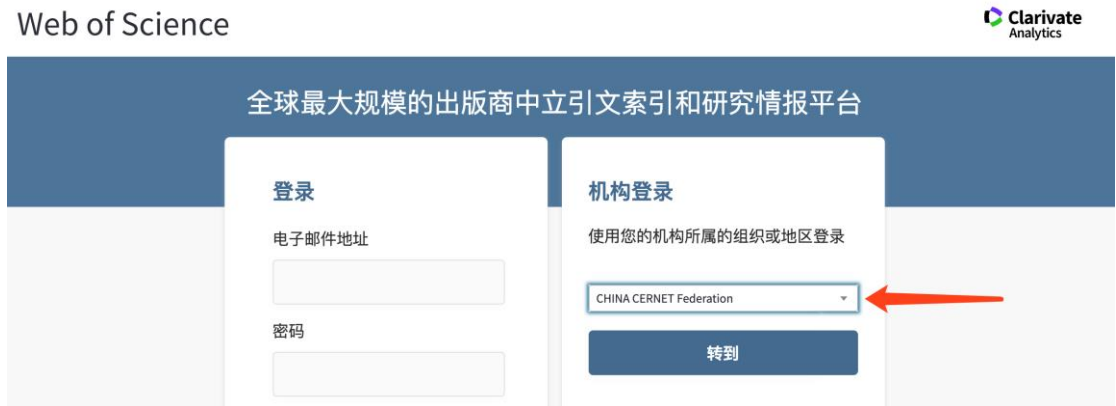 Web of Science
Clarivate
Analytics
全球最大规模的出版商中立引文索引和研究情报平台
登录
电子邮件地址
密码
机构登录
使用您的机构所属的组织或地区登录
CHINA CERNET Federation
转到